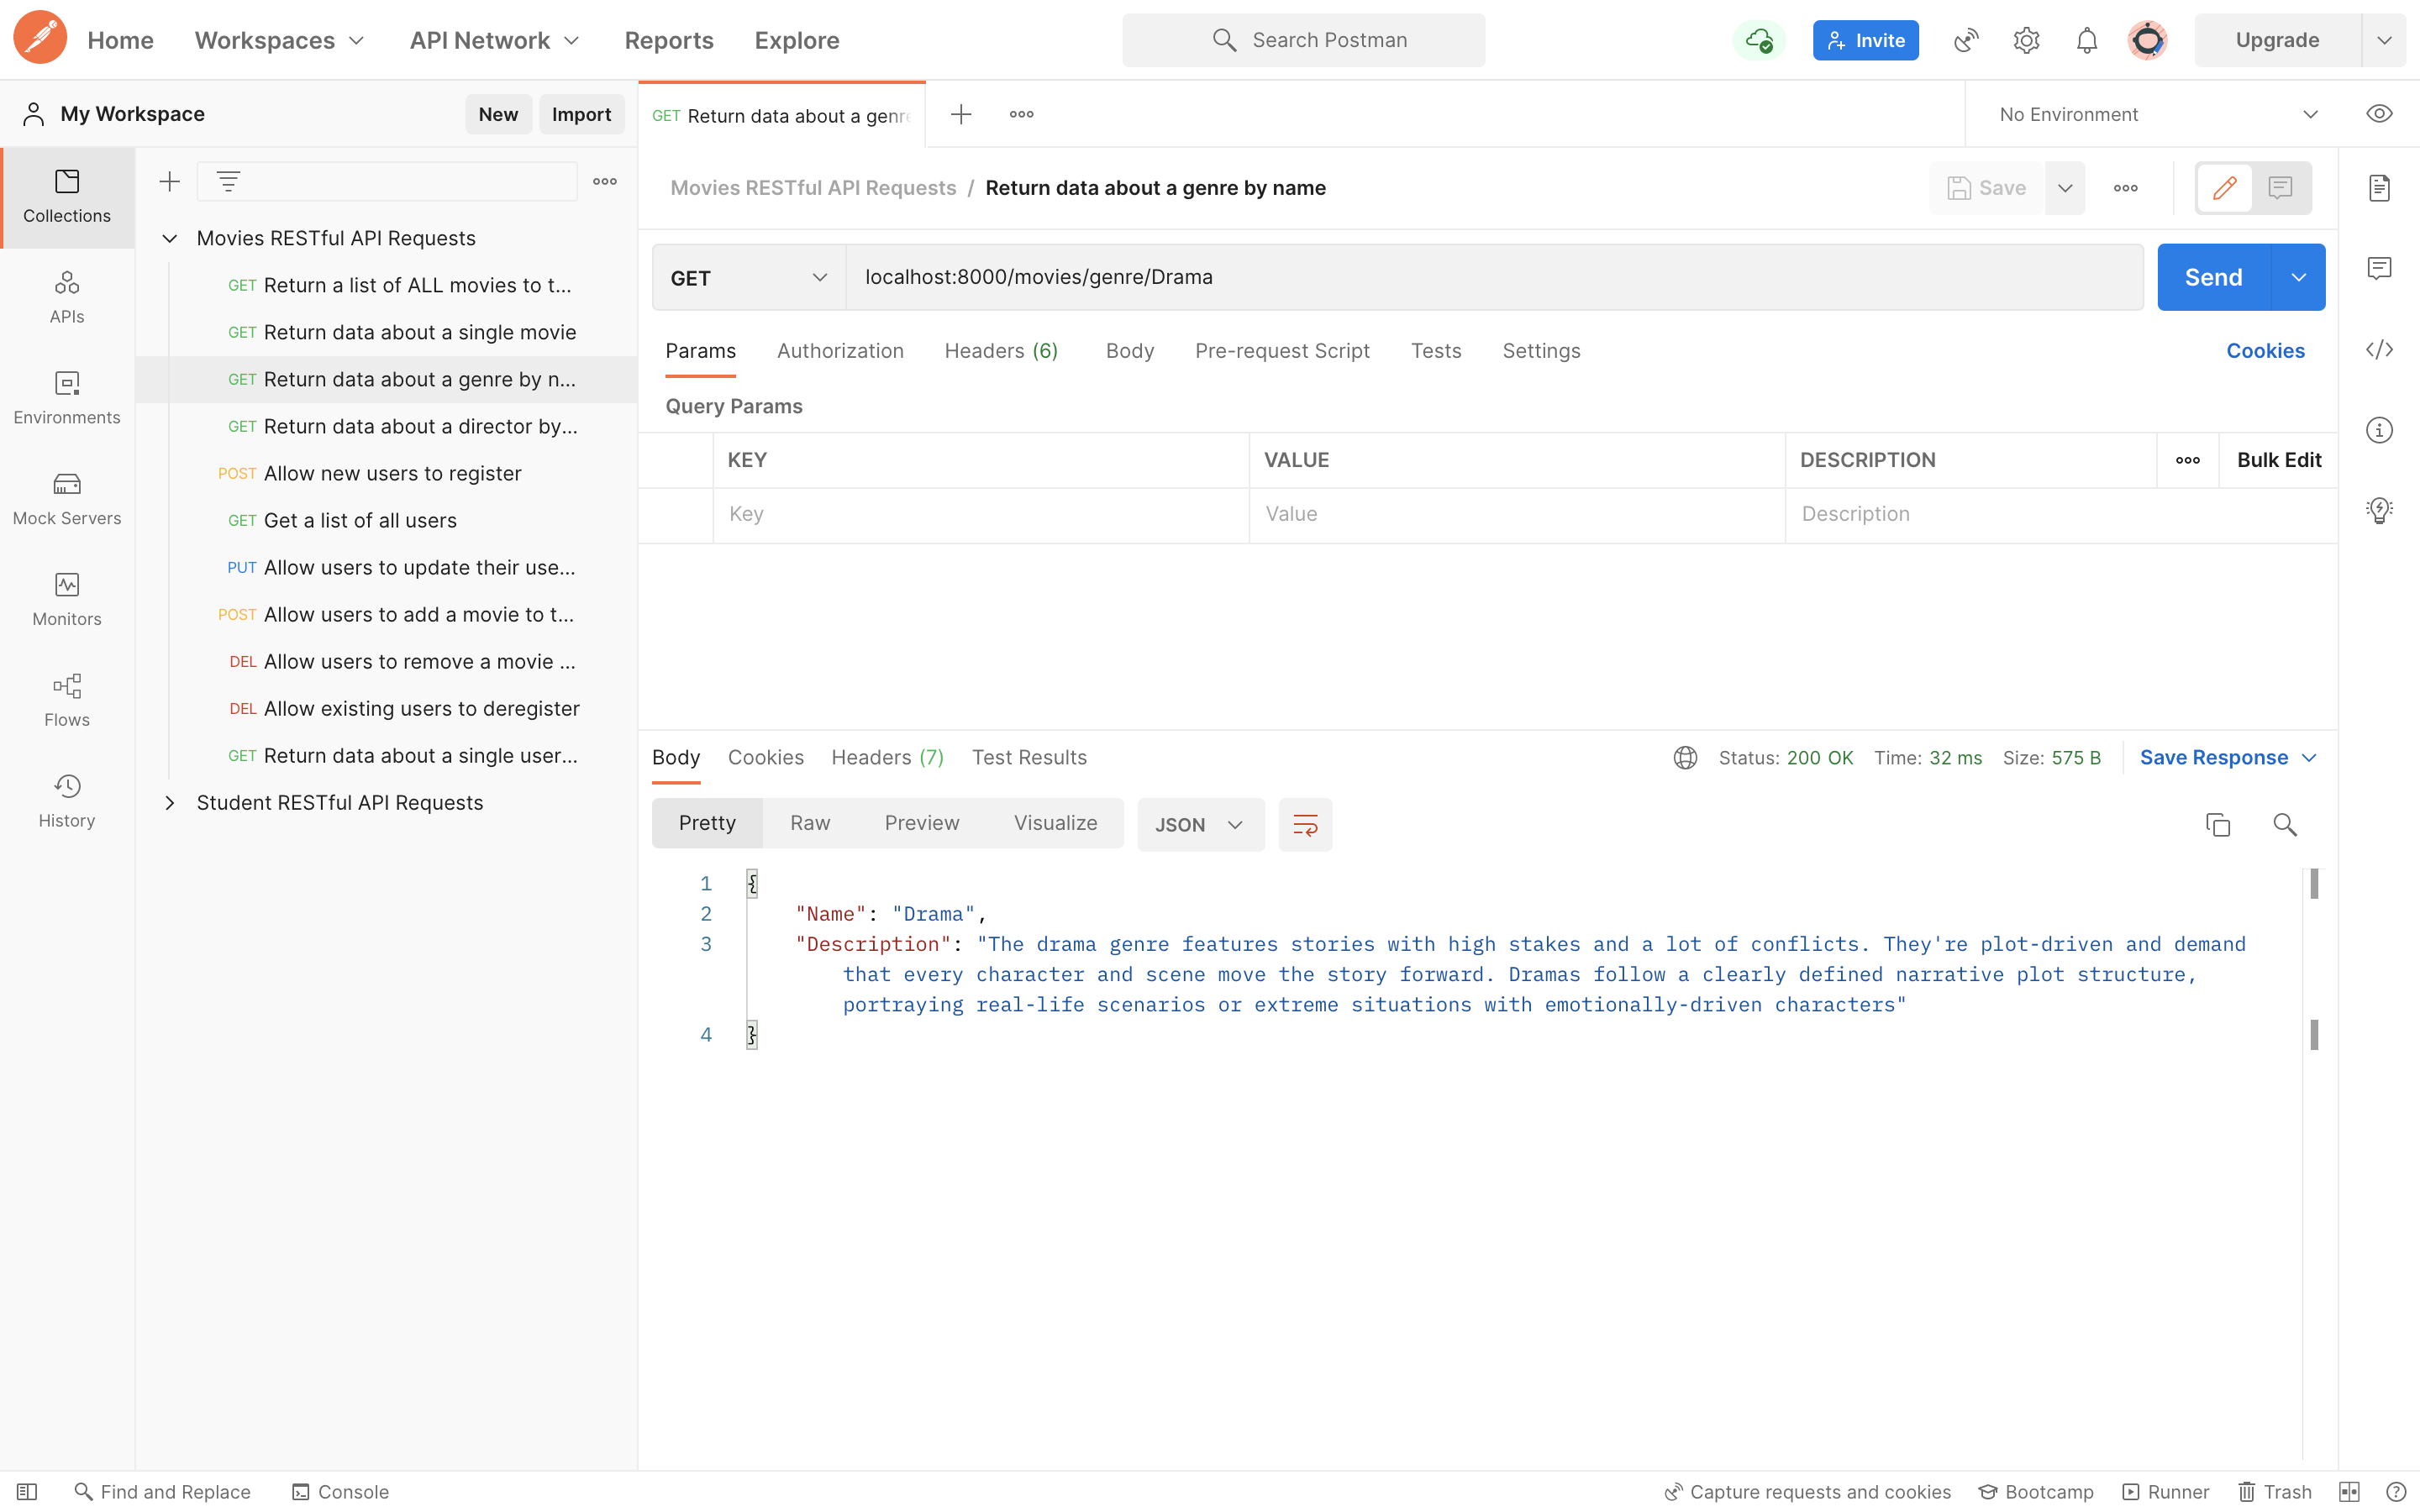 Home
Workspaces
API Network
Reports
Explore
Search Postman
Invite
Upgrade
My Workspace
New
Import
GET Return data about a genre
No Environment
Collections
APIs
Environments
Mock Servers
Monitors
Flows
History
Movies RESTful API Requests
GET Return a list of ALL movies to t...
GET Return data about a single movie
GET Return data about a genre by n...
GET Return data about a director by...
POST Allow new users to register
GET Get a list of all users
PUT Allow users to update their use...
POST Allow users to add a movie to t...
DEL Allow users to remove a movie ...
DEL Allow existing users to deregister
GET Return data about a single user...
Student RESTful API Requests
Movies RESTful API Requests / Return data about a genre by name
Save
GET
localhost:8000/movies/genre/Drama
Send
Params Authorization Headers (6) Body Pre-request Script Tests Settings
Cookies
Query Params
KEY VALUE DESCRIPTION
Bulk Edit
Key Value Description
Body Cookies Headers (7) Test Results
Status: 200 OK Time: 32 ms Size: 575 B
Save Response
Pretty Raw Preview Visualize
JSON
1 {
2 "Name": "Drama",
3 "Description": "The drama genre features stories with high stakes and a lot of conflicts. They're plot-driven and demand
that every character and scene move the story forward. Dramas follow a clearly defined narrative plot structure,
portraying real-life scenarios or extreme situations with emotionally-driven characters"
4 }
Find and Replace
Console
Capture requests and cookies
Bootcamp
Runner
Trash